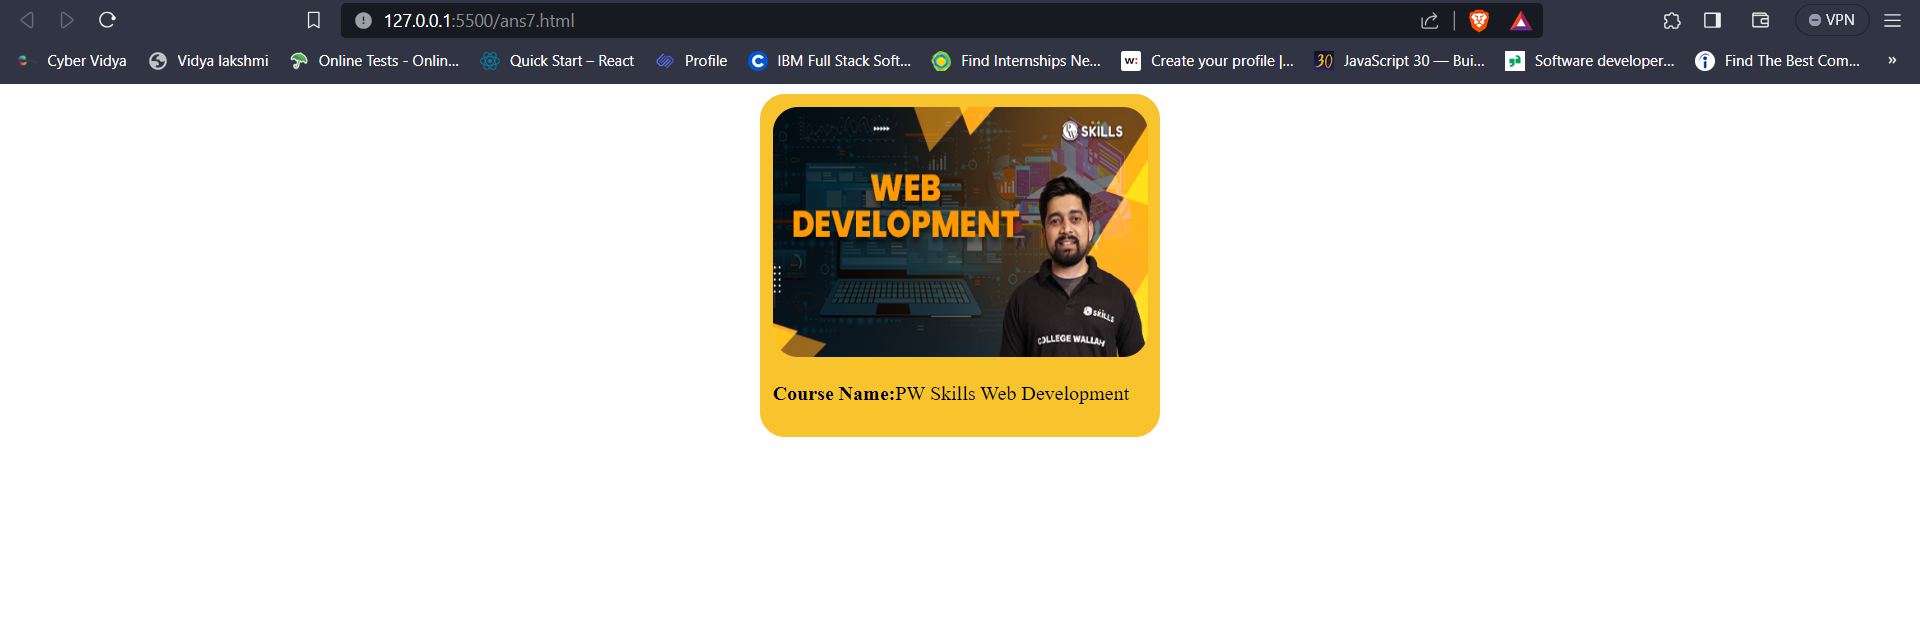 127.0.0.1:5500/ans7.html
VPN
Cyber Vidya
Vidya lakshmi
Online Tests - Onlin...
Quick Start – React
Profile
IBM Full Stack Soft...
Find Internships Ne...
w: Create your profile |...
30 JavaScript 30 — Bui...
Software developer...
Find The Best Com...
»
SKILLS
WEB
DEVELOPMENT
SKILLS
COLLEGE WALLAH
Course Name:PW Skills Web Development